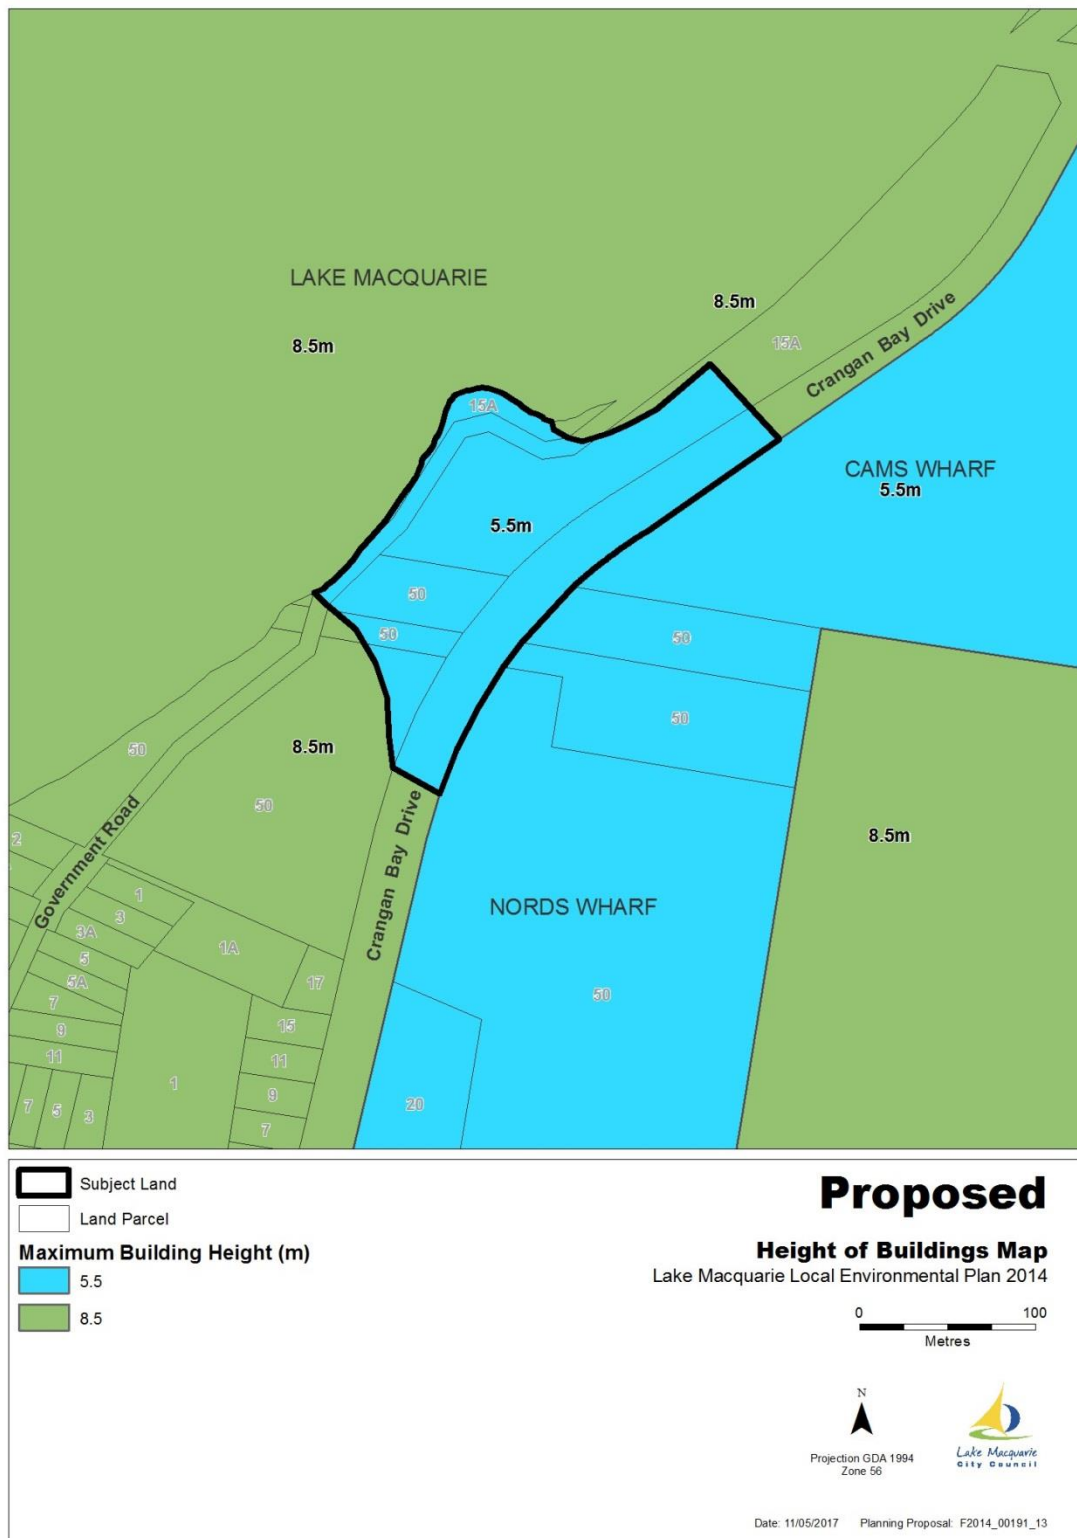 LAKE MACQUARIE
8.5m
8.5m
15A
Crangan Bay Drive
15A
CAMS WHARF
5.5m
5.5m
50
50
50
50
8.5m
50
50
8.5m
Government Road
Crangan Bay Drive
NORDS WHARF
2
1
3
3A
1A
5
5A
17
7
50
15
9
11
11
1
9
20
7
5
3
7
Subject Land
Land Parcel
Maximum Building Height (m)
5.5
8.5
Proposed
Height of Buildings Map
Lake Macquarie Local Environmental Plan 2014
0 100
Metres
N
Projection GDA 1994
Zone 56
Lake Macquarie
City Council
Date: 11/05/2017 Planning Proposal: F2014_00191_13